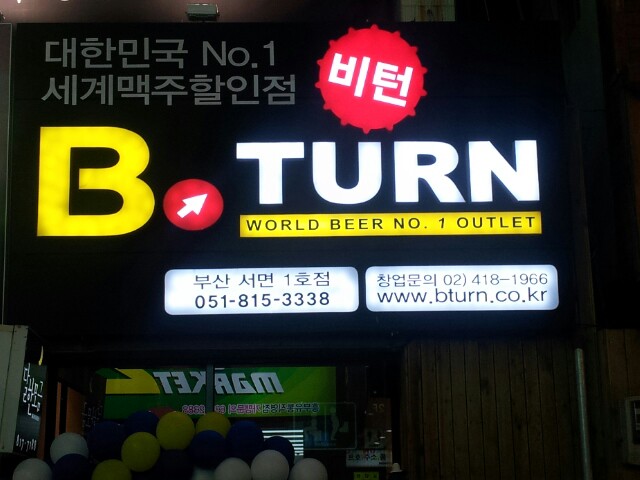 대한민국 No.1
세계맥주할인점
비턴
B. TURN
WORLD BEER NO. 1 OUTLET
부산 서면 1호점
051-815-3338
창업문의 02) 418-1966
www.bturn.co.kr
MARKET